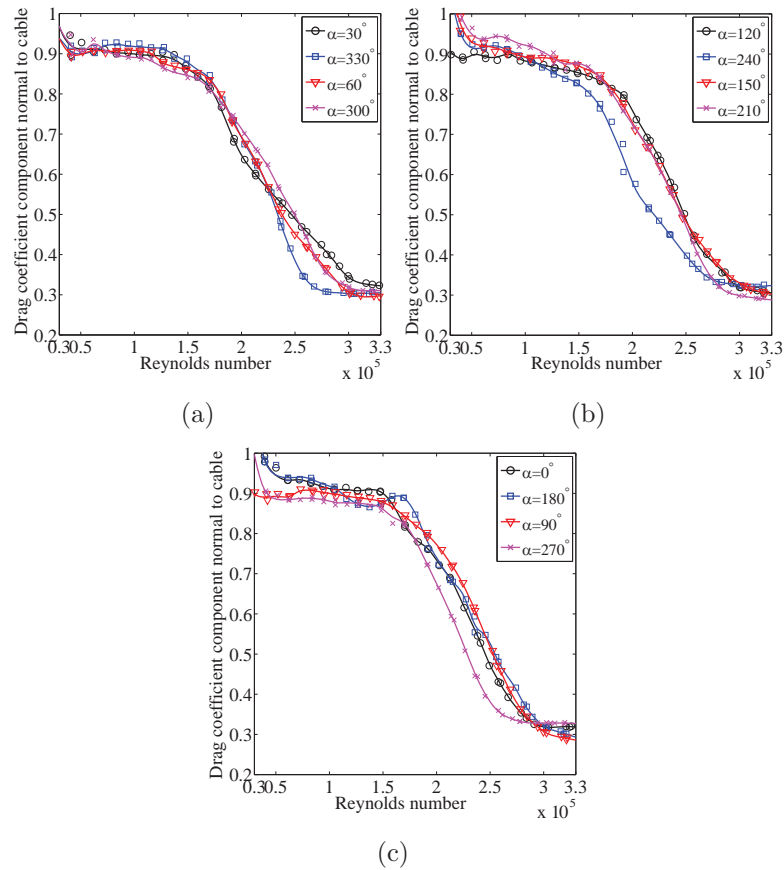 Drag coefficient component normal to cable
1
0.9
0.8
0.7
0.6
0.5
0.4
0.3
0.2
0.3 0.5 1 1.5 2 2.5 3 3.3
Reynolds number
x 10^5
α=30°
α=330°
α=60°
α=300°
(a)
Drag coefficient component normal to cable
1
0.9
0.8
0.7
0.6
0.5
0.4
0.3
0.2
0.3 0.5 1 1.5 2 2.5 3 3.3
Reynolds number
x 10^5
α=120°
α=240°
α=150°
α=210°
(b)
Drag coefficient component normal to cable
1
0.9
0.8
0.7
0.6
0.5
0.4
0.3
0.2
0.3 0.5 1 1.5 2 2.5 3 3.3
Reynolds number
x 10^5
α=0°
α=180°
α=90°
α=270°
(c)